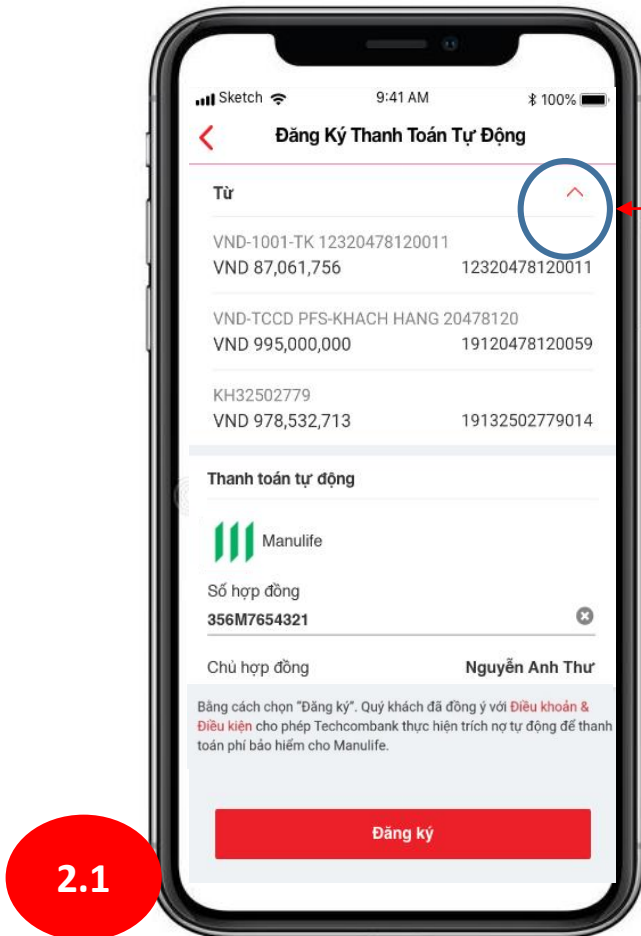 Sketch 9:41 AM 100%
Đăng Ký Thanh Toán Tự Động
Từ
VND-1001-TK 12320478120011
VND 87,061,756 12320478120011
VND-TCCD PFS-KHACH HANG 20478120
VND 995,000,000 19120478120059
KH32502779
VND 978,532,713 19132502779014
Thanh toán tự động
Manulife
Số hợp đồng
356M7654321
Chủ hợp đồng Nguyễn Anh Thư
Bằng cách chọn "Đăng ký". Quý khách đã đồng ý với Điều khoản &
Điều kiện cho phép Techcombank thực hiện trích nợ tự động để thanh
toán phí bảo hiểm cho Manulife.
Đăng ký
2.1